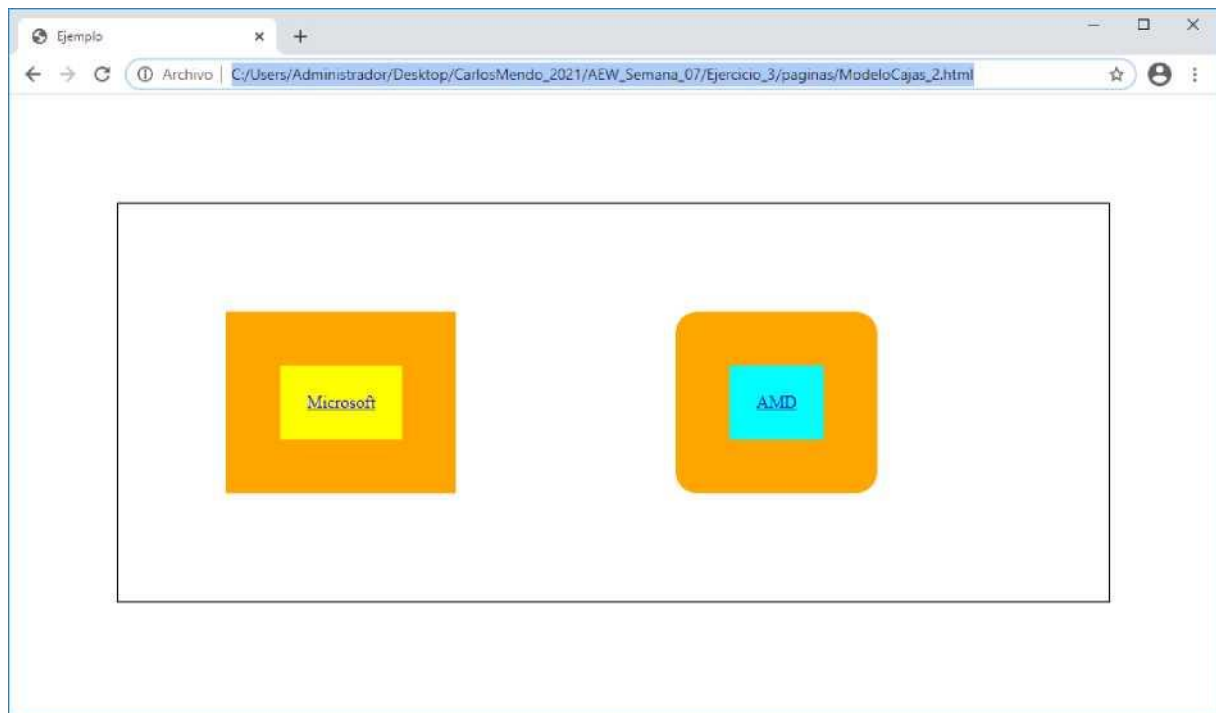 Ejemplo
Archivo C:/Users/Administrador/Desktop/CarlosMendo_2021/AEW_Semana_07/Ejercicio_3/paginas/ModeloCajas_2.html
Microsoft
AMD